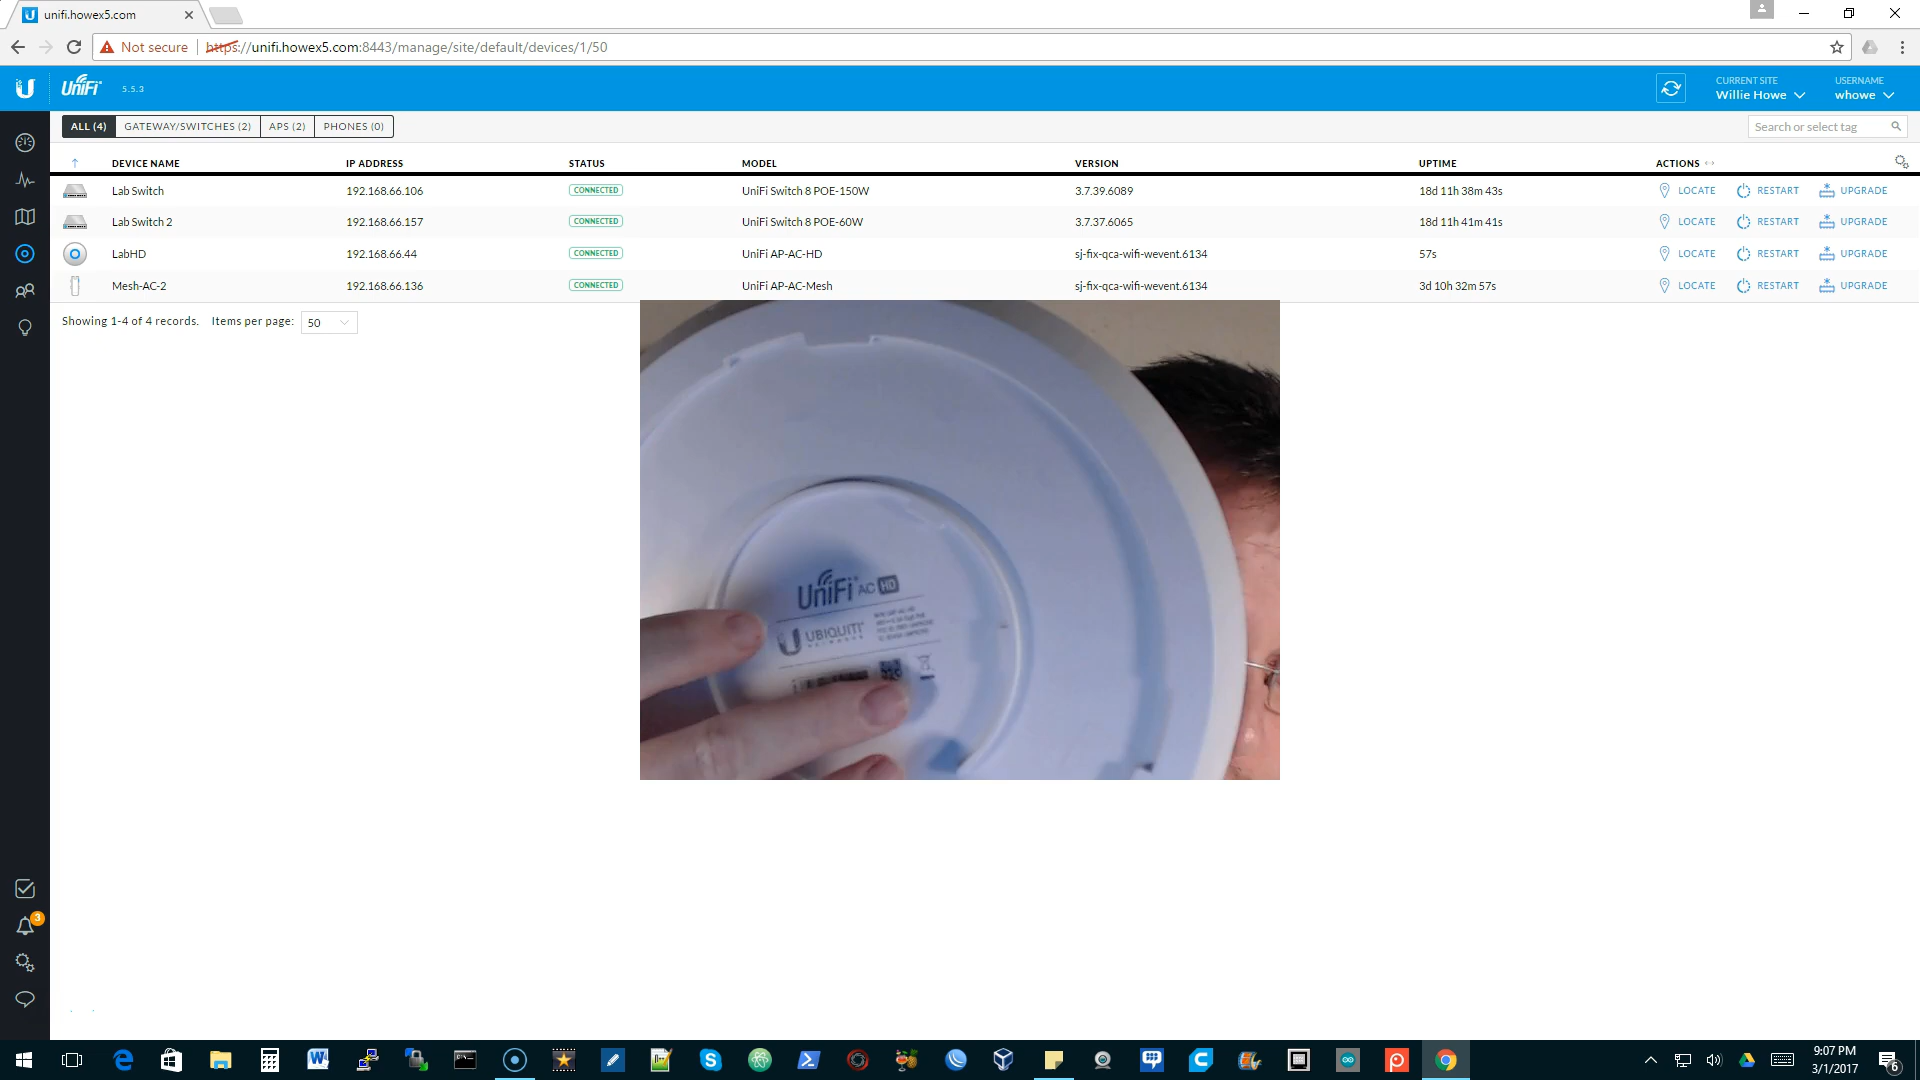 unifi.howex5.com
Not secure https://unifi.howex5.com:8443/manage/site/default/devices/1/50
UniFi 5.5.3
CURRENT SITE
Willie Howe
USERNAME
whowe
ALL (4) GATEWAY/SWITCHES (2) APS (2) PHONES (0)
Search or select tag
DEVICE NAME IP ADDRESS STATUS MODEL VERSION UPTIME ACTIONS
Lab Switch 192.168.66.106 CONNECTED UniFi Switch 8 POE-150W 3.7.39.6089 18d 11h 38m 43s LOCATE RESTART UPGRADE
Lab Switch 2 192.168.66.157 CONNECTED UniFi Switch 8 POE-60W 3.7.37.6065 18d 11h 41m 41s LOCATE RESTART UPGRADE
LabHD 192.168.66.44 CONNECTED UniFi AP-AC-HD sj-fix-qca-wifi-wevent.6134 57s LOCATE RESTART UPGRADE
Mesh-AC-2 192.168.66.136 CONNECTED UniFi AP-AC-Mesh sj-fix-qca-wifi-wevent.6134 3d 10h 32m 57s LOCATE RESTART UPGRADE
Showing 1-4 of 4 records. Items per page: 50
UniFi AC HD
UBIQUITI
NETWORKS
3
9:07 PM
3/1/2017
6